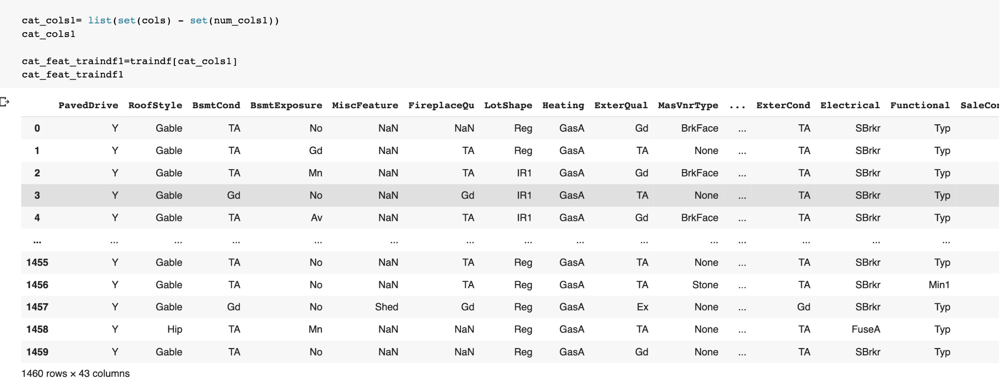 cat_cols1= list(set(cols) - set(num_cols1))
cat_cols1
cat_feat_traindf1=traindf[cat_cols1]
cat_feat_traindf1
PavedDrive RoofStyle BsmtCond BsmtExposure MiscFeature FireplaceQu LotShape Heating ExterQual MasVnrType ... ExterCond Electrical Functional SaleCon
0 Y Gable TA No NaN NaN Reg GasA Gd BrkFace ... TA SBrkr Typ
1 Y Gable TA Gd NaN TA Reg GasA TA None ... TA SBrkr Typ
2 Y Gable TA Mn NaN TA IR1 GasA Gd BrkFace ... TA SBrkr Typ
3 Y Gable Gd No NaN Gd IR1 GasA TA None ... TA SBrkr Typ
4 Y Gable TA Av NaN TA IR1 GasA Gd BrkFace ... TA SBrkr Typ
... ... ... ... ... ... ... ... ... ... ... ... ... ... ...
1455 Y Gable TA No NaN TA Reg GasA TA None ... TA SBrkr Typ
1456 Y Gable TA No NaN TA Reg GasA TA Stone ... TA SBrkr Min1
1457 Y Gable Gd No Shed Gd Reg GasA Ex None ... Gd SBrkr Typ
1458 Y Hip TA Mn NaN NaN Reg GasA TA None ... TA FuseA Typ
1459 Y Gable TA No NaN NaN Reg GasA Gd None ... TA SBrkr Typ
1460 rows × 43 columns